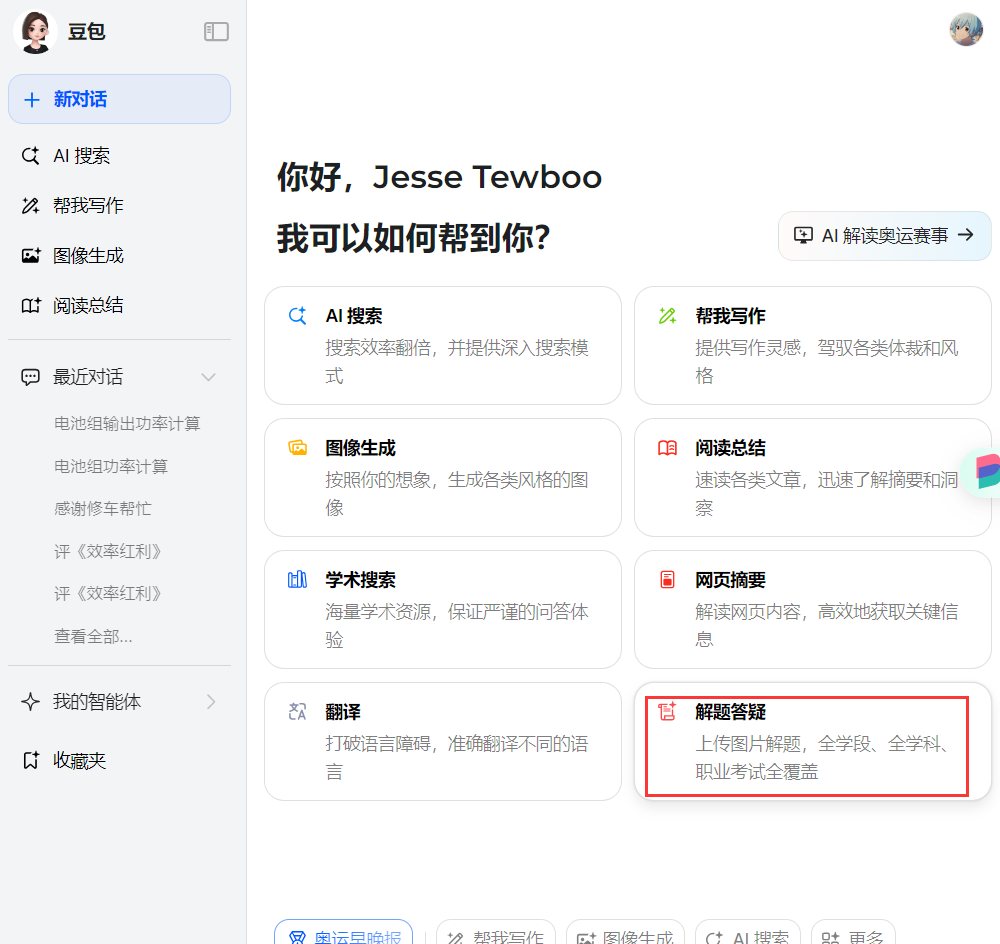 豆包
新对话
AI 搜索
帮我写作
图像生成
阅读总结
最近对话
电池组输出功率计算
电池组功率计算
感谢修车帮忙
评《效率红利》
评《效率红利》
查看全部...
我的智能体
收藏夹
你好，Jesse Tewboo
我可以如何帮到你？
AI 解读奥运赛事
AI 搜索
搜索效率翻倍，并提供深入搜索模
式
帮我写作
提供写作灵感，驾驭各类体裁和风
格
图像生成
按照你的想象，生成各类风格的图
像
阅读总结
速读各类文章，迅速了解摘要和洞
察
学术搜索
海量学术资源，保证严谨的问答体
验
网页摘要
解读网页内容，高效地获取关键信
息
翻译
打破语言障碍，准确翻译不同的语
言
解题答疑
上传图片解题，全学段、全学科、
职业考试全覆盖
奥运早晚报
帮我写作
图像生成
AI 搜索
更多